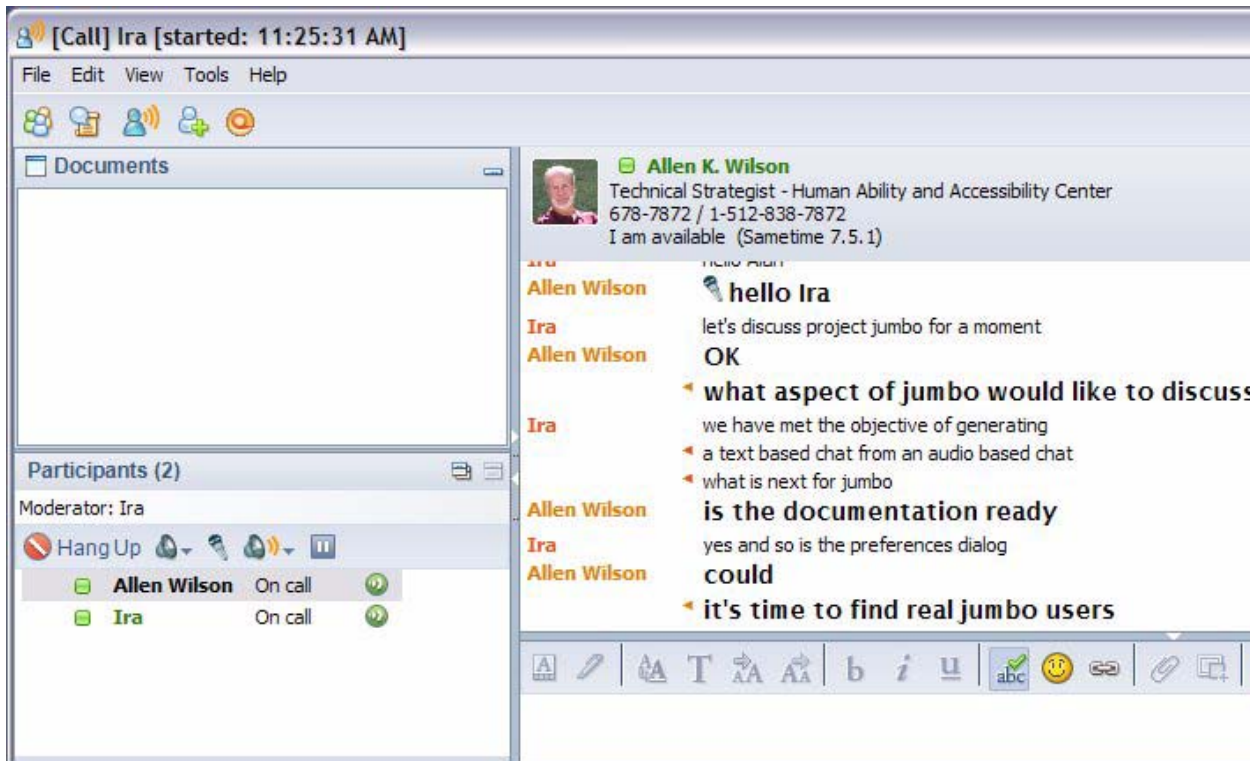 [Call] Ira [started: 11:25:31 AM]
File Edit View Tools Help
Documents
Allen K. Wilson
Technical Strategist - Human Ability and Accessibility Center
678-7872 / 1-512-838-7872
I am available (Sametime 7.5.1)
Ira hello Alan
Allen Wilson hello Ira
Ira let's discuss project jumbo for a moment
Allen Wilson OK
what aspect of jumbo would like to discuss
Ira we have met the objective of generating
a text based chat from an audio based chat
what is next for jumbo
Allen Wilson is the documentation ready
Ira yes and so is the preferences dialog
Allen Wilson could
it's time to find real jumbo users
Participants (2)
Moderator: Ira
Hang Up
Allen Wilson On call
Ira On call
A T A A b i u abc